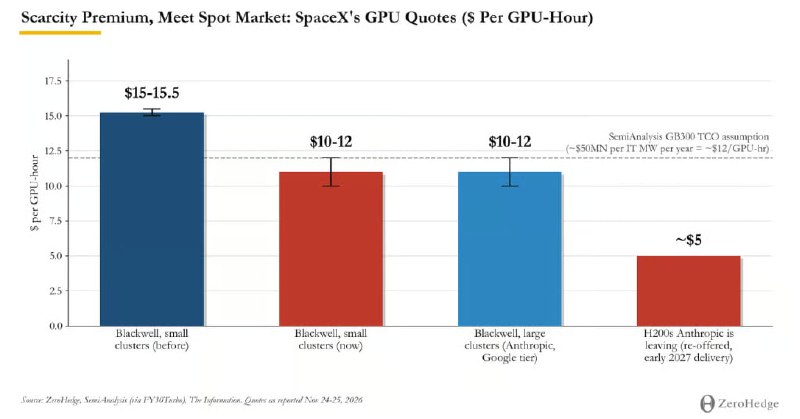 Scarcity Premium, Meet Spot Market: SpaceX's GPU Quotes ($ Per GPU-Hour)
$ per GPU-hour
17.5
15.0
12.5
10.0
7.5
5.0
2.5
0.0
$15-15.5
$10-12
$10-12
~$5
SemiAnalysis GB300 TCO assumption
(~$50MN per IT MW per year = ~$12/GPU-hr)
Blackwell, small
clusters (before)
Blackwell, small
clusters (now)
Blackwell, large
clusters (Anthropic,
Google tier)
H200s Anthropic is
leaving (re-offered,
early 2027 delivery)
Source: ZeroHedge, SemiAnalysis (via), The Information. Quotes as reported Nov 24-25, 2026
ZeroHedge